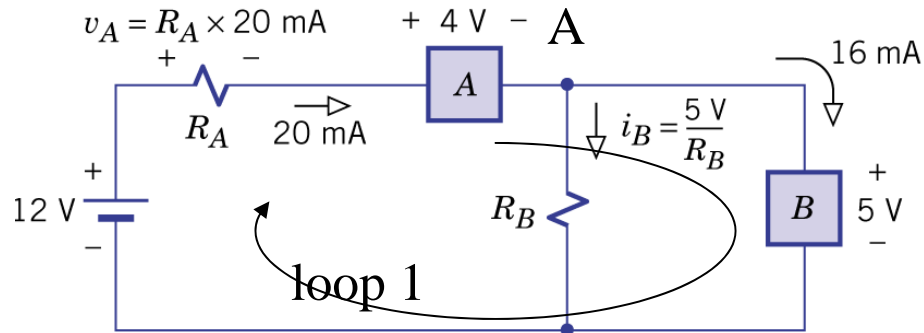 v_A = R_A × 20 mA
+ −
+ 4 V −
A
16 mA
A
R_A
20 mA
i_B = 5 V / R_B
+
12 V
−
R_B
B
+
5 V
−
loop 1